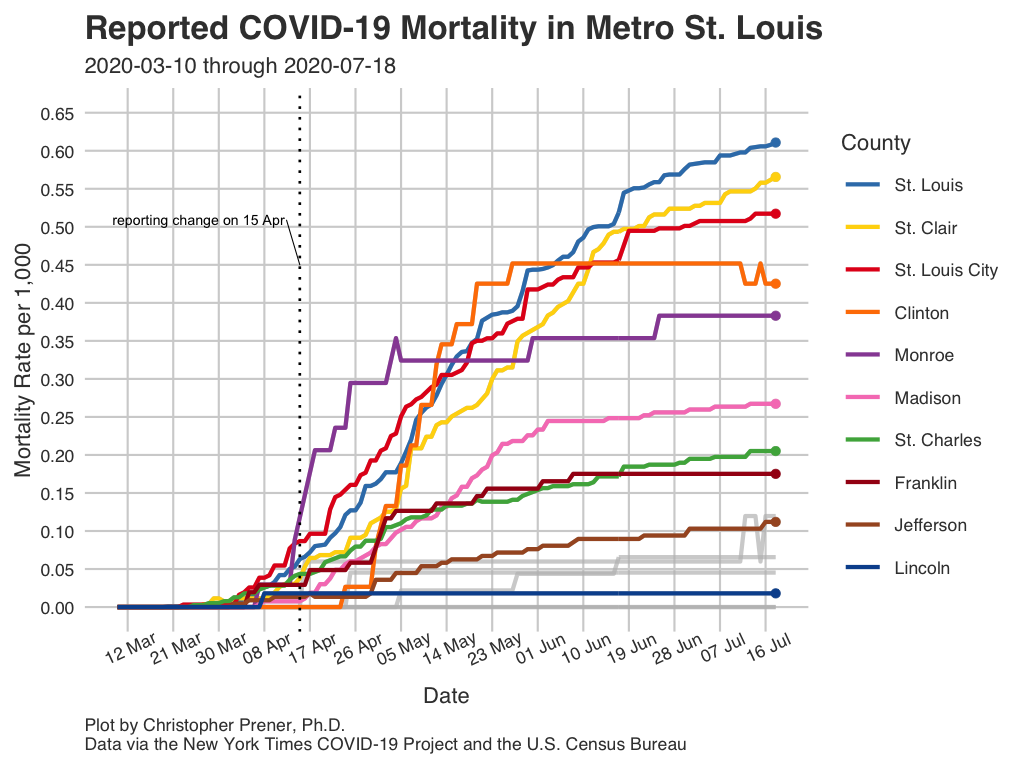 Reported COVID-19 Mortality in Metro St. Louis
2020-03-10 through 2020-07-18
Mortality Rate per 1,000
0.65
0.60
0.55
0.50
0.45
0.40
0.35
0.30
0.25
0.20
0.15
0.10
0.05
0.00
reporting change on 15 Apr
12 Mar
21 Mar
30 Mar
08 Apr
17 Apr
26 Apr
05 May
14 May
23 May
01 Jun
10 Jun
19 Jun
28 Jun
07 Jul
16 Jul
Date
County
St. Louis
St. Clair
St. Louis City
Clinton
Monroe
Madison
St. Charles
Franklin
Jefferson
Lincoln
Plot by Christopher Prener, Ph.D.
Data via the New York Times COVID-19 Project and the U.S. Census Bureau